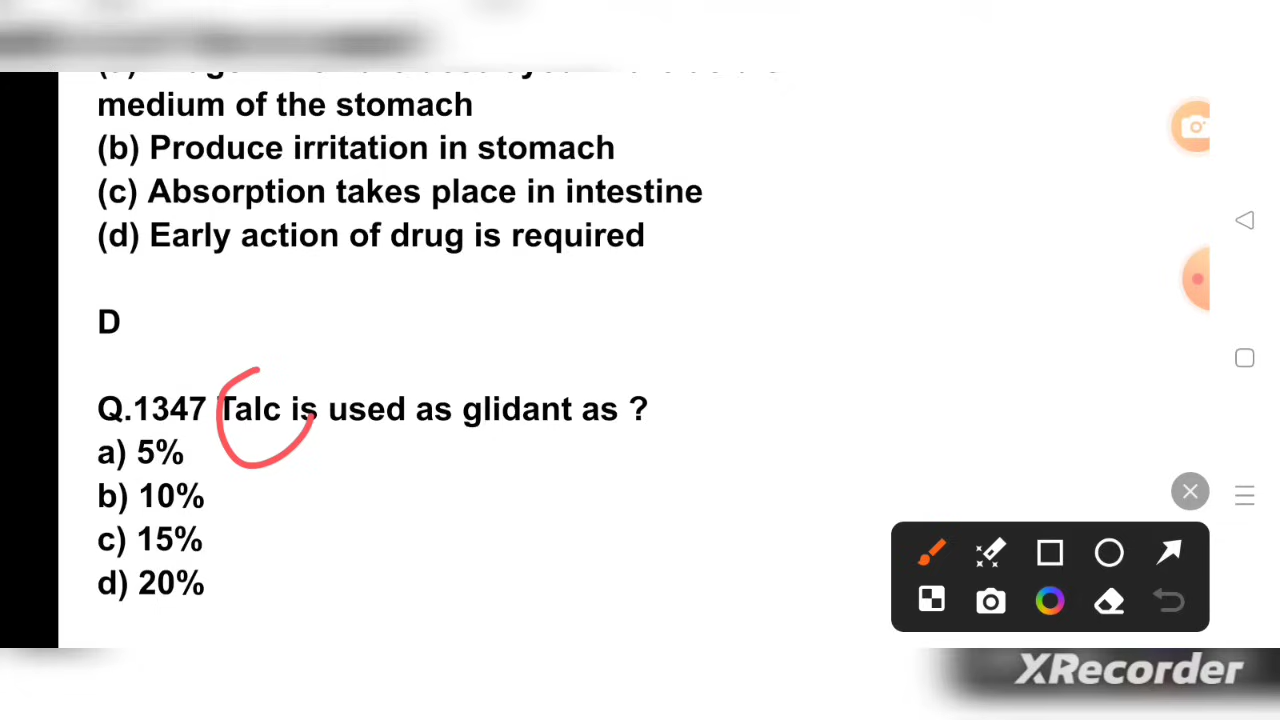 medium of the stomach
(b) Produce irritation in stomach
(c) Absorption takes place in intestine
(d) Early action of drug is required
D
Q.1347 Talc is used as glidant as ?
a) 5%
b) 10%
c) 15%
d) 20%
XRecorder